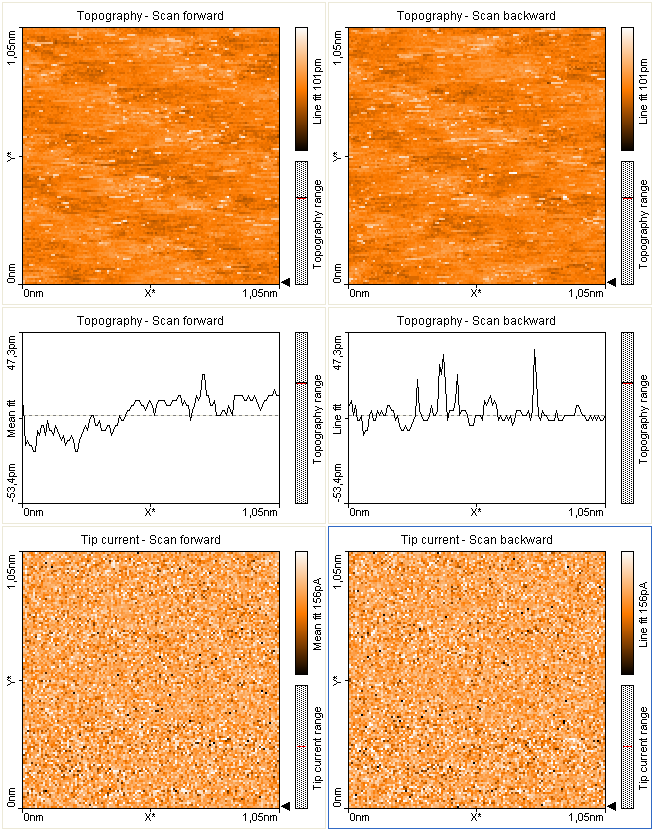 Topography - Scan forward
1,05nm
Y*
0nm
0nm
X*
1,05nm
Line fit 101pm
Topography range
Topography - Scan backward
1,05nm
Y*
0nm
0nm
X*
1,05nm
Line fit 101pm
Topography range
Topography - Scan forward
47,3pm
Mean fit
-53,4pm
0nm
X*
1,05nm
Topography range
Topography - Scan backward
47,3pm
Line fit
-53,4pm
0nm
X*
1,05nm
Topography range
Tip current - Scan forward
1,05nm
Y*
0nm
0nm
X*
1,05nm
Mean fit 156pA
Tip current range
Tip current - Scan backward
1,05nm
Y*
0nm
0nm
X*
1,05nm
Line fit 156pA
Tip current range